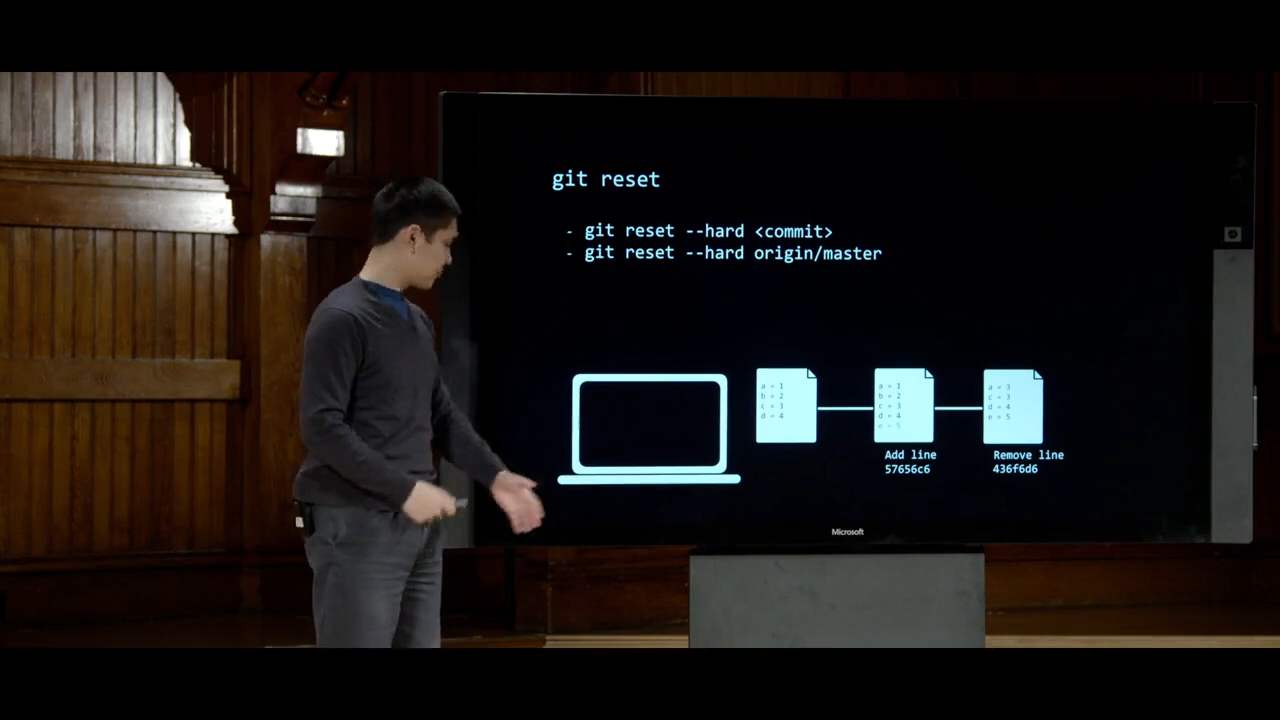 git reset
- git reset --hard <commit>
- git reset --hard origin/master
a = 1
b = 2
c = 3
d = 4
a = 1
b = 2
c = 3
d = 4
e = 5
a = 3
c = 3
d = 4
e = 5
Add line
57656c6
Remove line
436f6d6
Microsoft